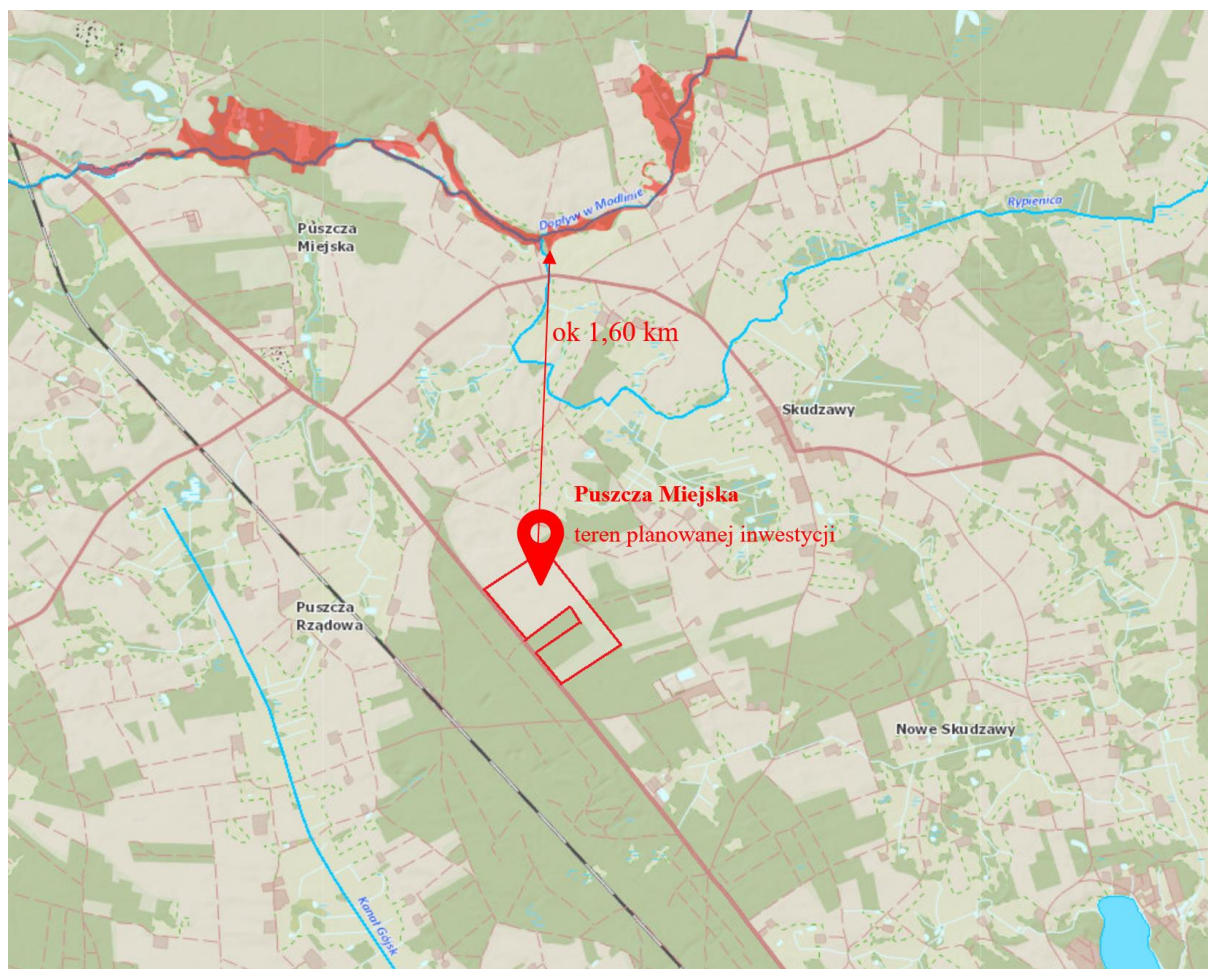 Dopływ w Modlinie
Rypienica
Puszcza
Miejska
ok 1,60 km
Skudzawy
Puszcza Miejska
teren planowanej inwestycji
Puszcza
Rządowa
Nowe Skudzawy
Kanał Gójsk